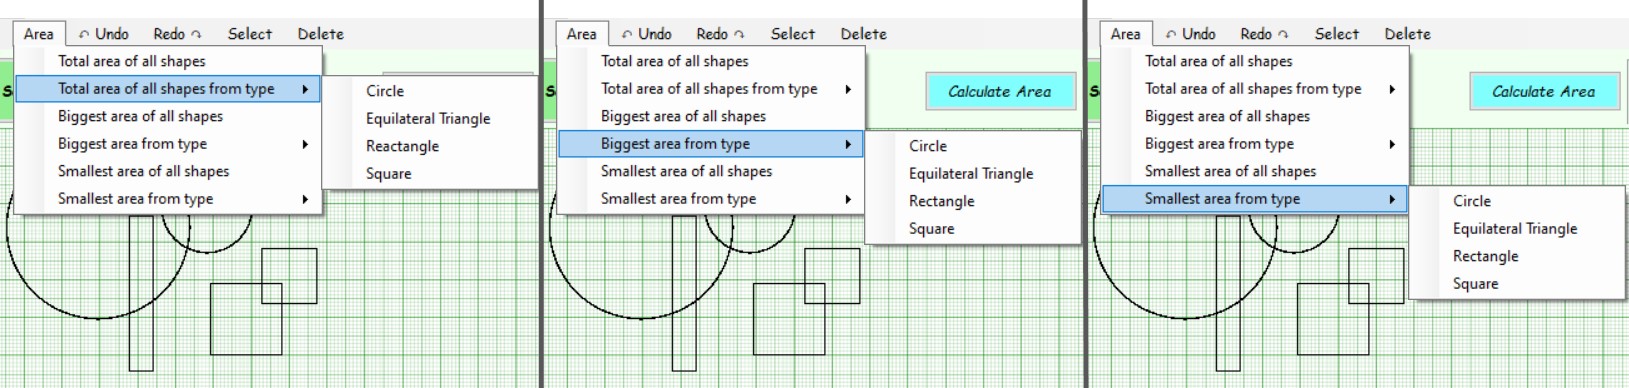 Area Undo Redo Select Delete
Total area of all shapes
Total area of all shapes from type
Biggest area of all shapes
Biggest area from type
Smallest area of all shapes
Smallest area from type
Circle
Equilateral Triangle
Reactangle
Square
S
Area Undo Redo Select Delete
Total area of all shapes
Total area of all shapes from type
Biggest area of all shapes
Biggest area from type
Smallest area of all shapes
Smallest area from type
Circle
Equilateral Triangle
Rectangle
Square
S
Calculate Area
Area Undo Redo Select Delete
Total area of all shapes
Total area of all shapes from type
Biggest area of all shapes
Biggest area from type
Smallest area of all shapes
Smallest area from type
Circle
Equilateral Triangle
Rectangle
Square
S
Calculate Area